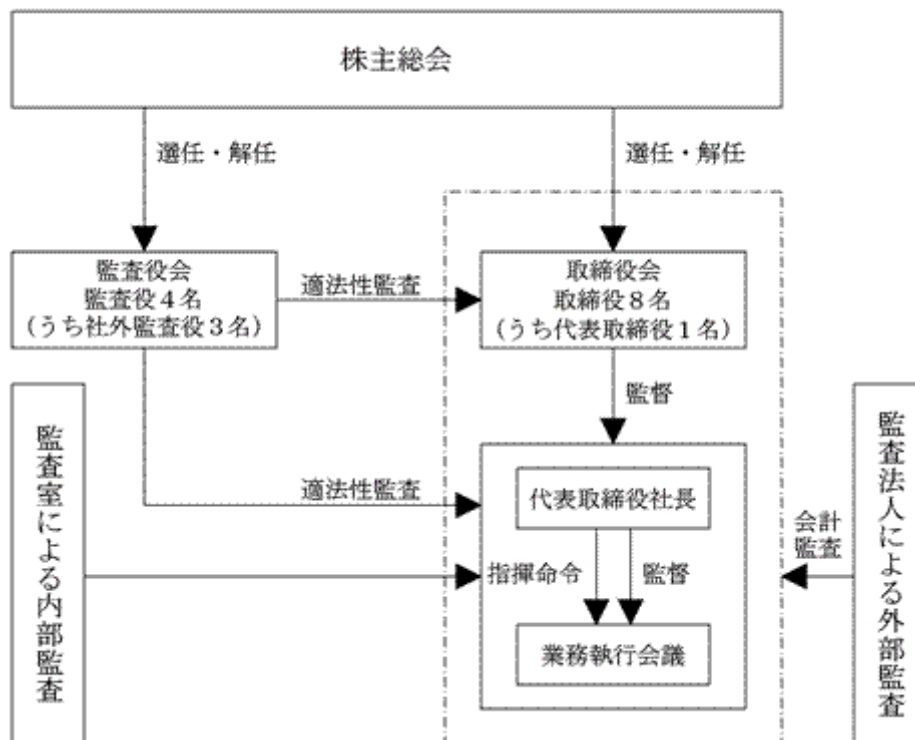 株主総会
選任・解任
選任・解任
監査役会
監査役４名
（うち社外監査役３名）
適法性監査
取締役会
取締役８名
（うち代表取締役１名）
監督
監査室による内部監査
適法性監査
代表取締役社長
指揮命令
監督
業務執行会議
会計
監査
監査法人による外部監査